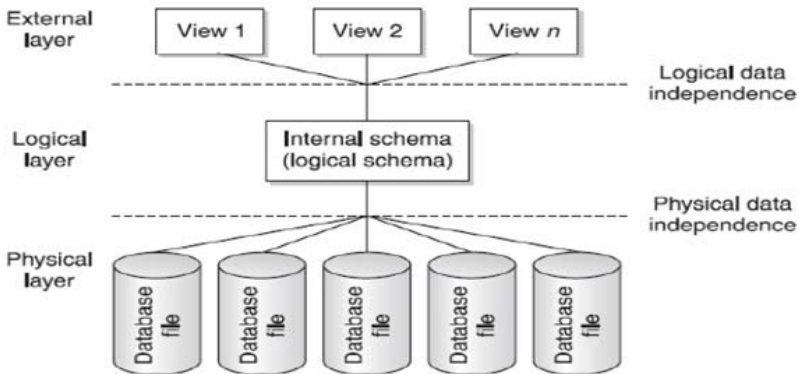 External
layer
View 1
View 2
View n
Logical data
independence
Logical
layer
Internal schema
(logical schema)
Physical data
independence
Physical
layer
Database
file
Database
file
Database
file
Database
file
Database
file